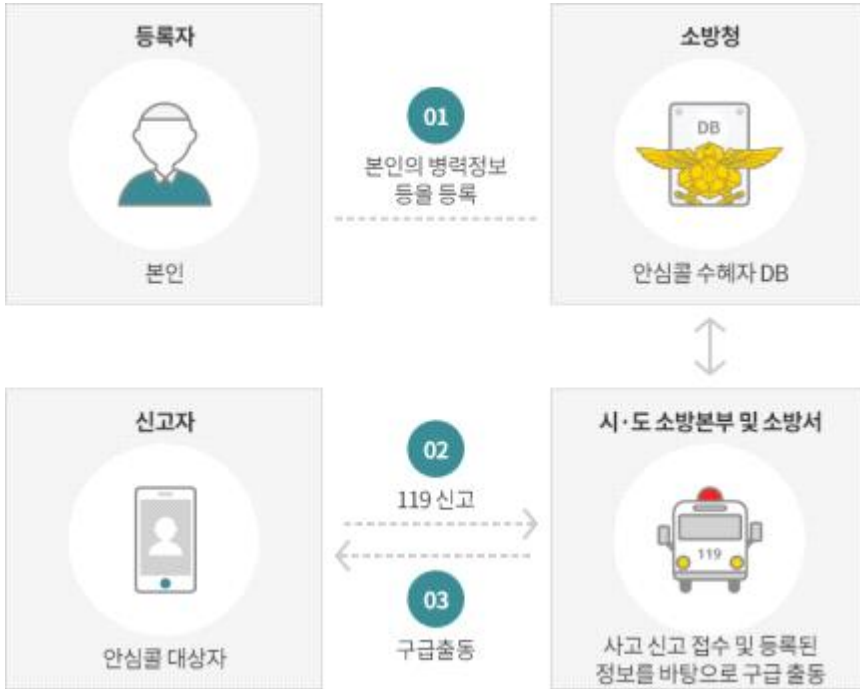 등록자
본인
01
본인의 병력정보
등을 등록
소방청
DB
안심콜 수혜자 DB
신고자
안심콜 대상자
02
119 신고
03
구급출동
시·도 소방본부 및 소방서
119
사고 신고 접수 및 등록된
정보를 바탕으로 구급 출동